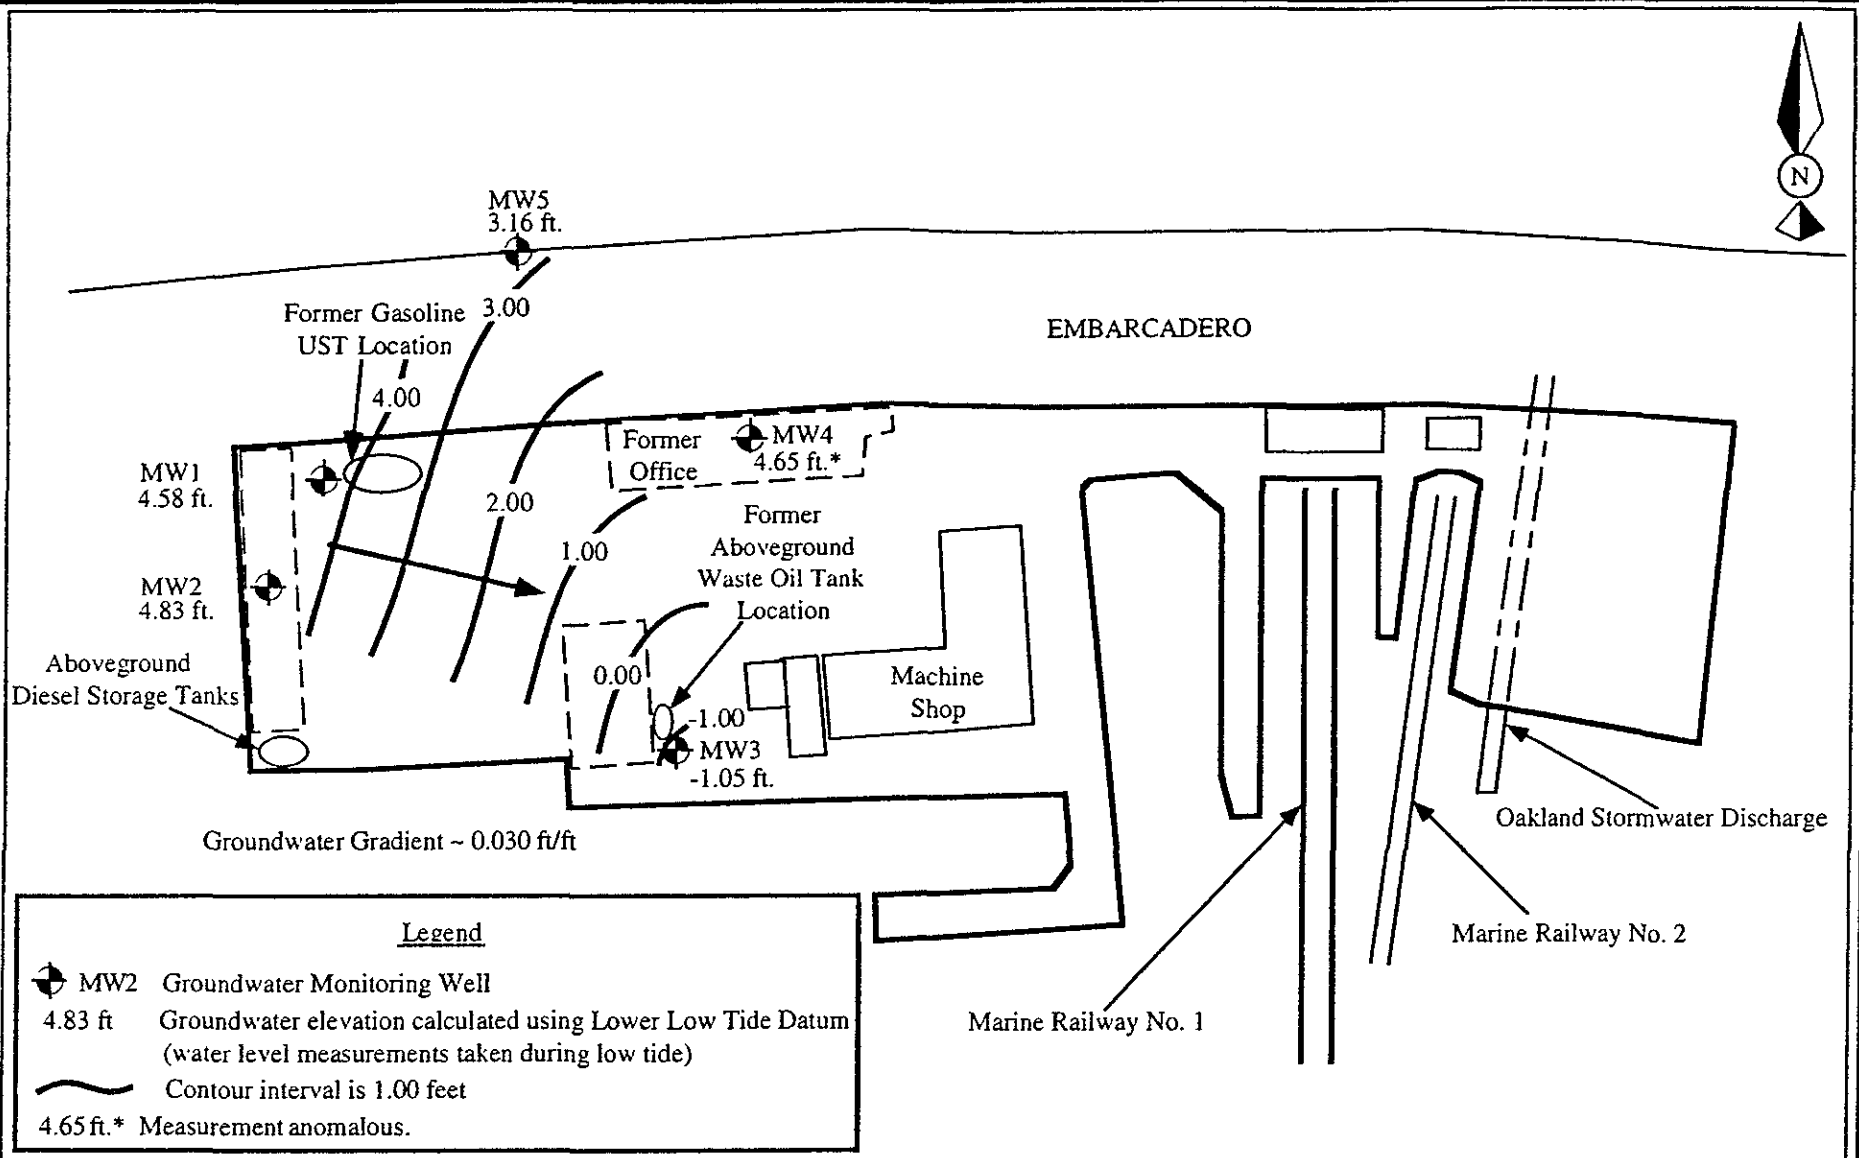 N
MW5
3.16 ft.
Former Gasoline
UST Location
3.00
EMBARCADERO
4.00
MW1
4.58 ft.
Former
Office
MW4
4.65 ft.*
2.00
1.00
Former
Aboveground
Waste Oil Tank
Location
MW2
4.83 ft.
Aboveground
Diesel Storage Tanks
0.00
Machine
Shop
-1.00
MW3
-1.05 ft.
Groundwater Gradient ~ 0.030 ft/ft
Oakland Stormwater Discharge
Marine Railway No. 2
Marine Railway No. 1
Legend
MW2 Groundwater Monitoring Well
4.83 ft Groundwater elevation calculated using Lower Low Tide Datum
(water level measurements taken during low tide)
Contour interval is 1.00 feet
4.65 ft.* Measurement anomalous.